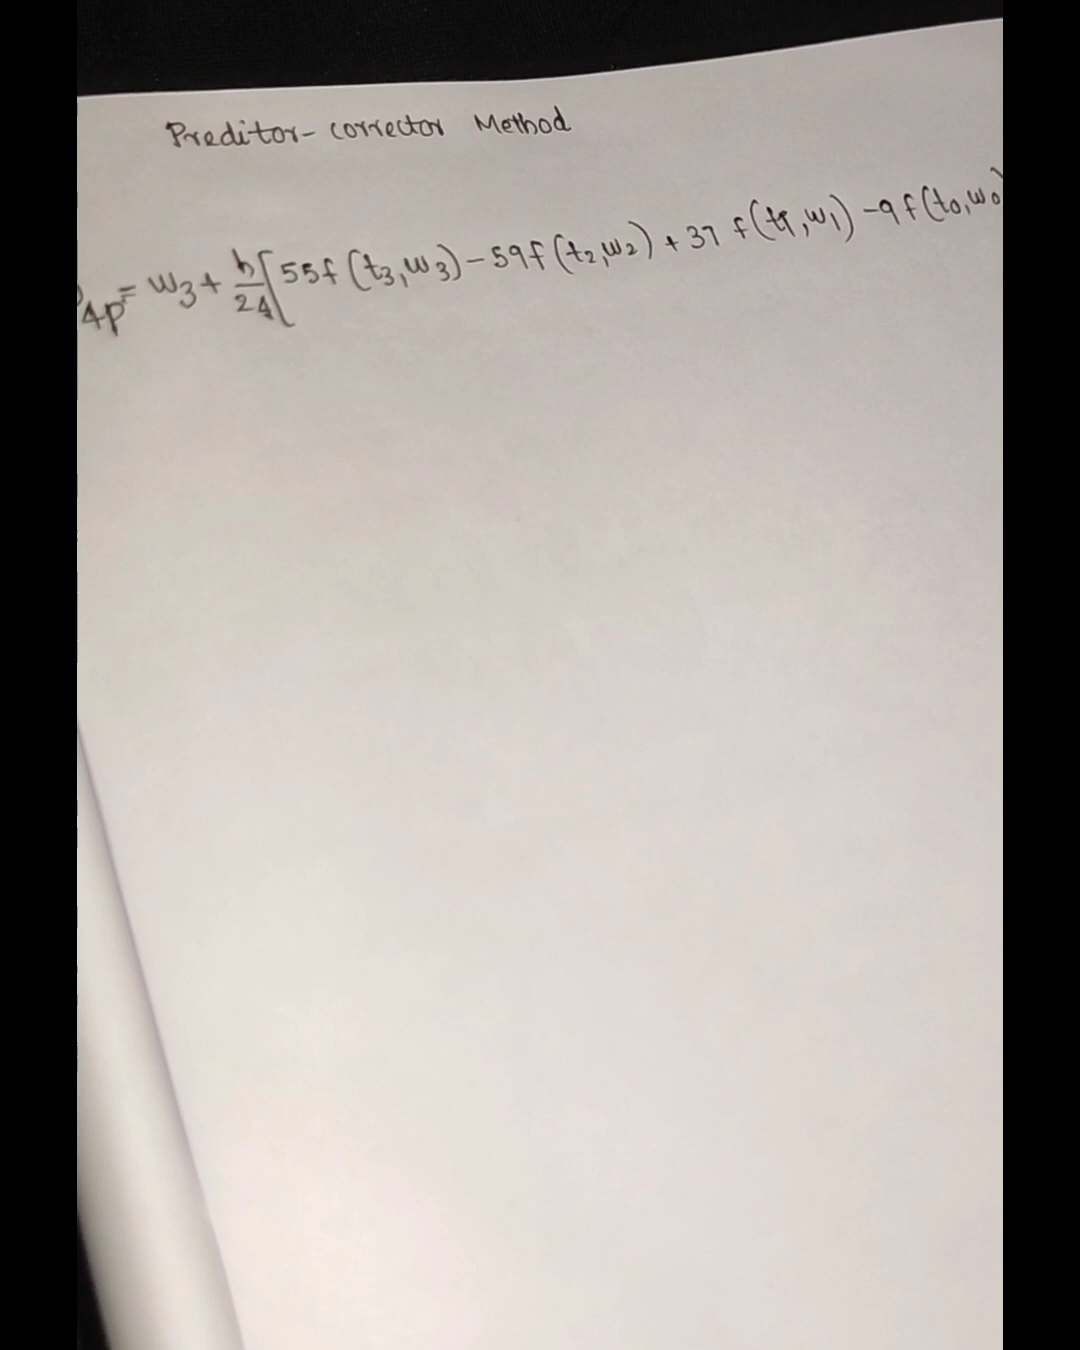 Preditor- corrector Method
4p = w3 + h/24 [55f (t3,w3) - 59f (t2,w2) + 37 f(t1,w1) - 9f(t0,w0)